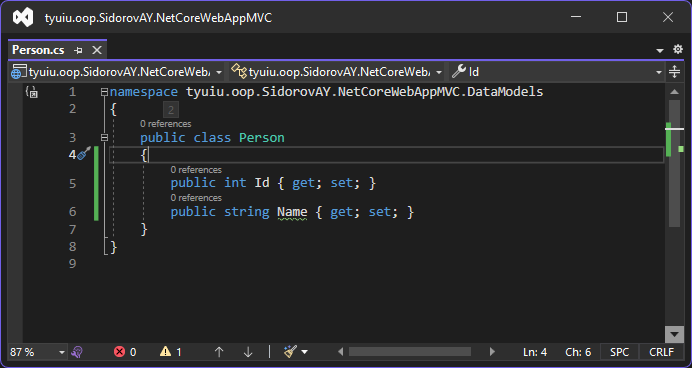 tyuiu.oop.SidorovAY.NetCoreWebAppMVC
Person.cs
tyuiu.oop.SidorovAY.NetCoreWeb tyuiu.oop.SidorovAY.NetCoreWebA Id
1 namespace tyuiu.oop.SidorovAY.NetCoreWebAppMVC.DataModels
2 { 2
0 references
3 public class Person
4 {
0 references
5 public int Id { get; set; }
0 references
6 public string Name { get; set; }
7 }
8 }
9
87 % 0 1 Ln: 4 Ch: 6 SPC CRLF